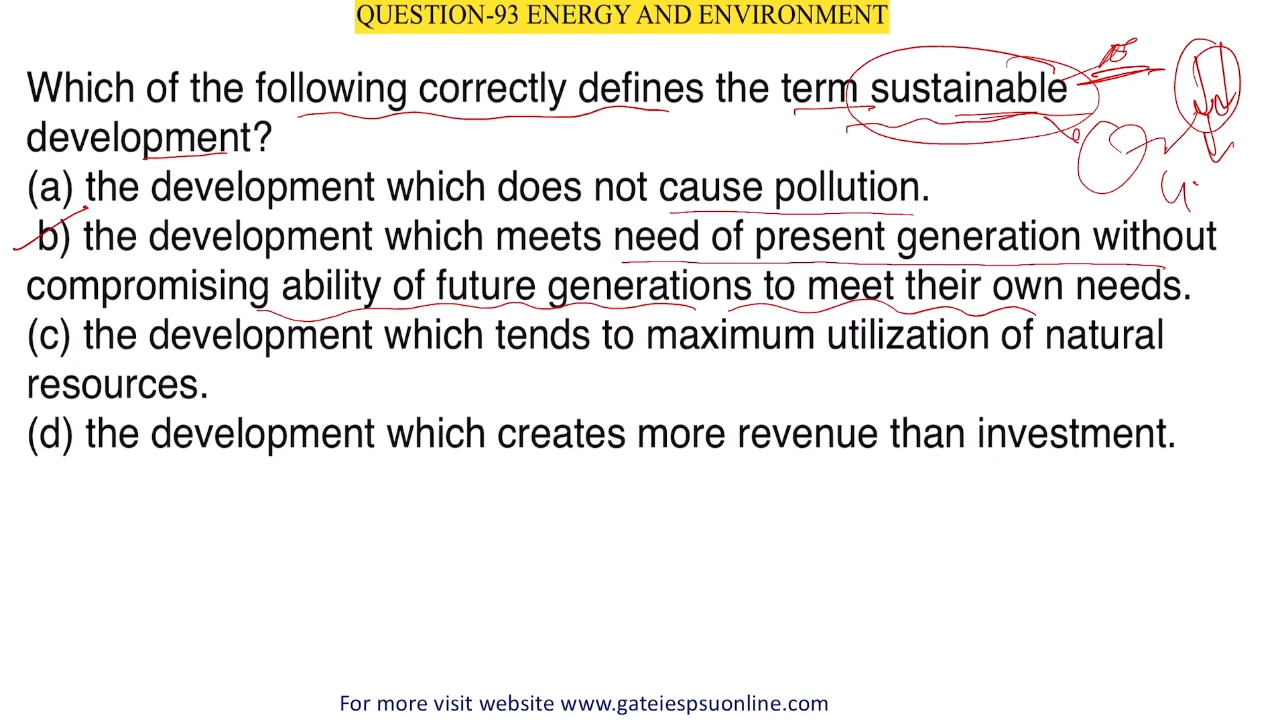 QUESTION-93 ENERGY AND ENVIRONMENT
Which of the following correctly defines the term sustainable
development?
(a) the development which does not cause pollution.
b) the development which meets need of present generation without
compromising ability of future generations to meet their own needs.
(c) the development which tends to maximum utilization of natural
resources.
(d) the development which creates more revenue than investment.
For more visit website www.gateiespsuonline.com